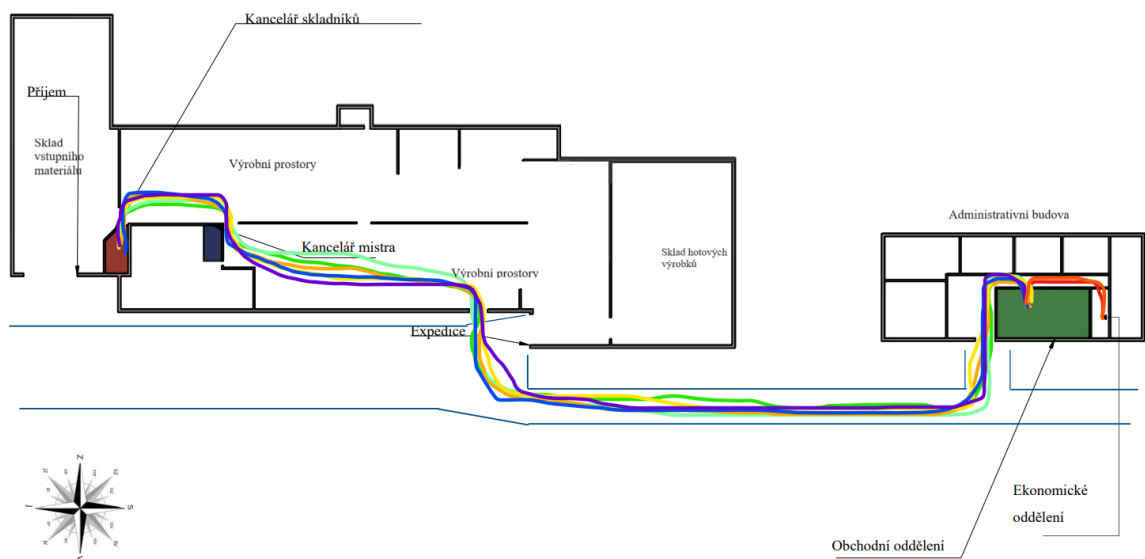 Kancelář skladníků
Příjem
Sklad
vstupního
materiálu
Výrobní prostory
Kancelář mistra
Výrobní prostory
Sklad hotových
výrobků
Administrativní budova
Expedice
Ekonomické
oddělení
Obchodní oddělení
Z
S
J
V